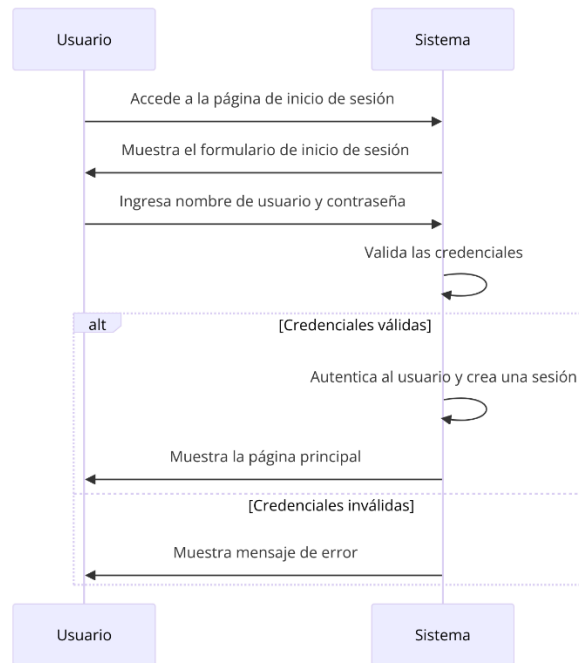 Usuario
Sistema
Accede a la página de inicio de sesión
Muestra el formulario de inicio de sesión
Ingresa nombre de usuario y contraseña
Valida las credenciales
alt
[Credenciales válidas]
Autentica al usuario y crea una sesión
Muestra la página principal
[Credenciales inválidas]
Muestra mensaje de error
Usuario
Sistema